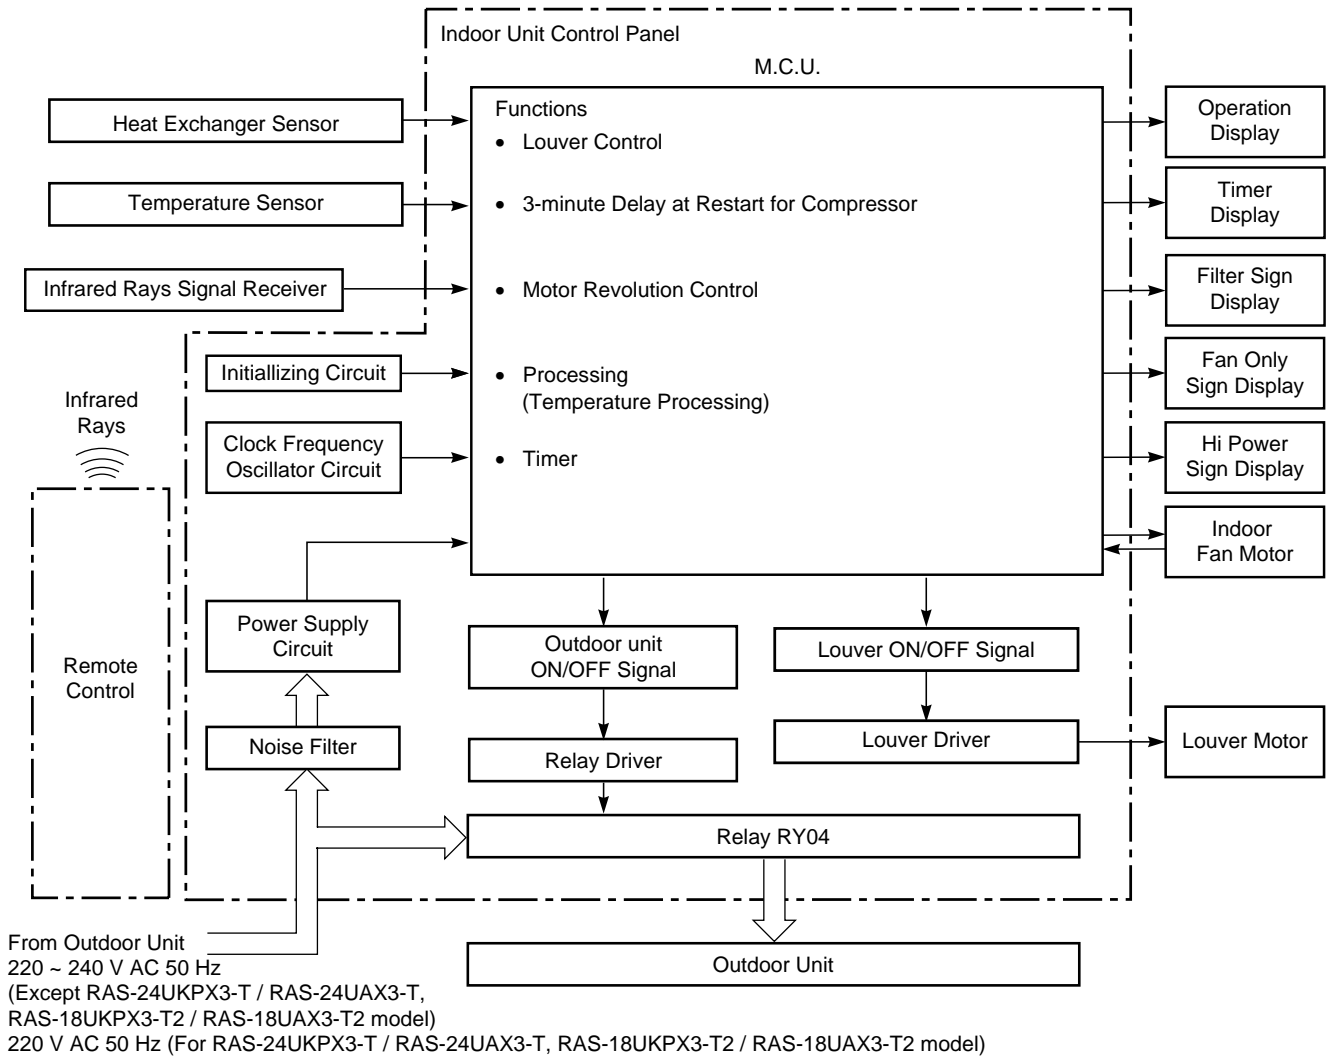 Indoor Unit Control Panel
M.C.U.
Heat Exchanger Sensor
Temperature Sensor
Infrared Rays Signal Receiver
Initiallizing Circuit
Clock Frequency
Oscillator Circuit
Functions
• Louver Control
• 3-minute Delay at Restart for Compressor
• Motor Revolution Control
• Processing
(Temperature Processing)
• Timer
Operation
Display
Timer
Display
Filter Sign
Display
Fan Only
Sign Display
Hi Power
Sign Display
Indoor
Fan Motor
Infrared
Rays
Remote
Control
Power Supply
Circuit
Noise Filter
Outdoor unit
ON/OFF Signal
Relay Driver
Louver ON/OFF Signal
Louver Driver
Louver Motor
Relay RY04
Outdoor Unit
From Outdoor Unit
220 ~ 240 V AC 50 Hz
(Except RAS-24UKPX3-T / RAS-24UAX3-T,
RAS-18UKPX3-T2 / RAS-18UAX3-T2 model)
220 V AC 50 Hz (For RAS-24UKPX3-T / RAS-24UAX3-T, RAS-18UKPX3-T2 / RAS-18UAX3-T2 model)